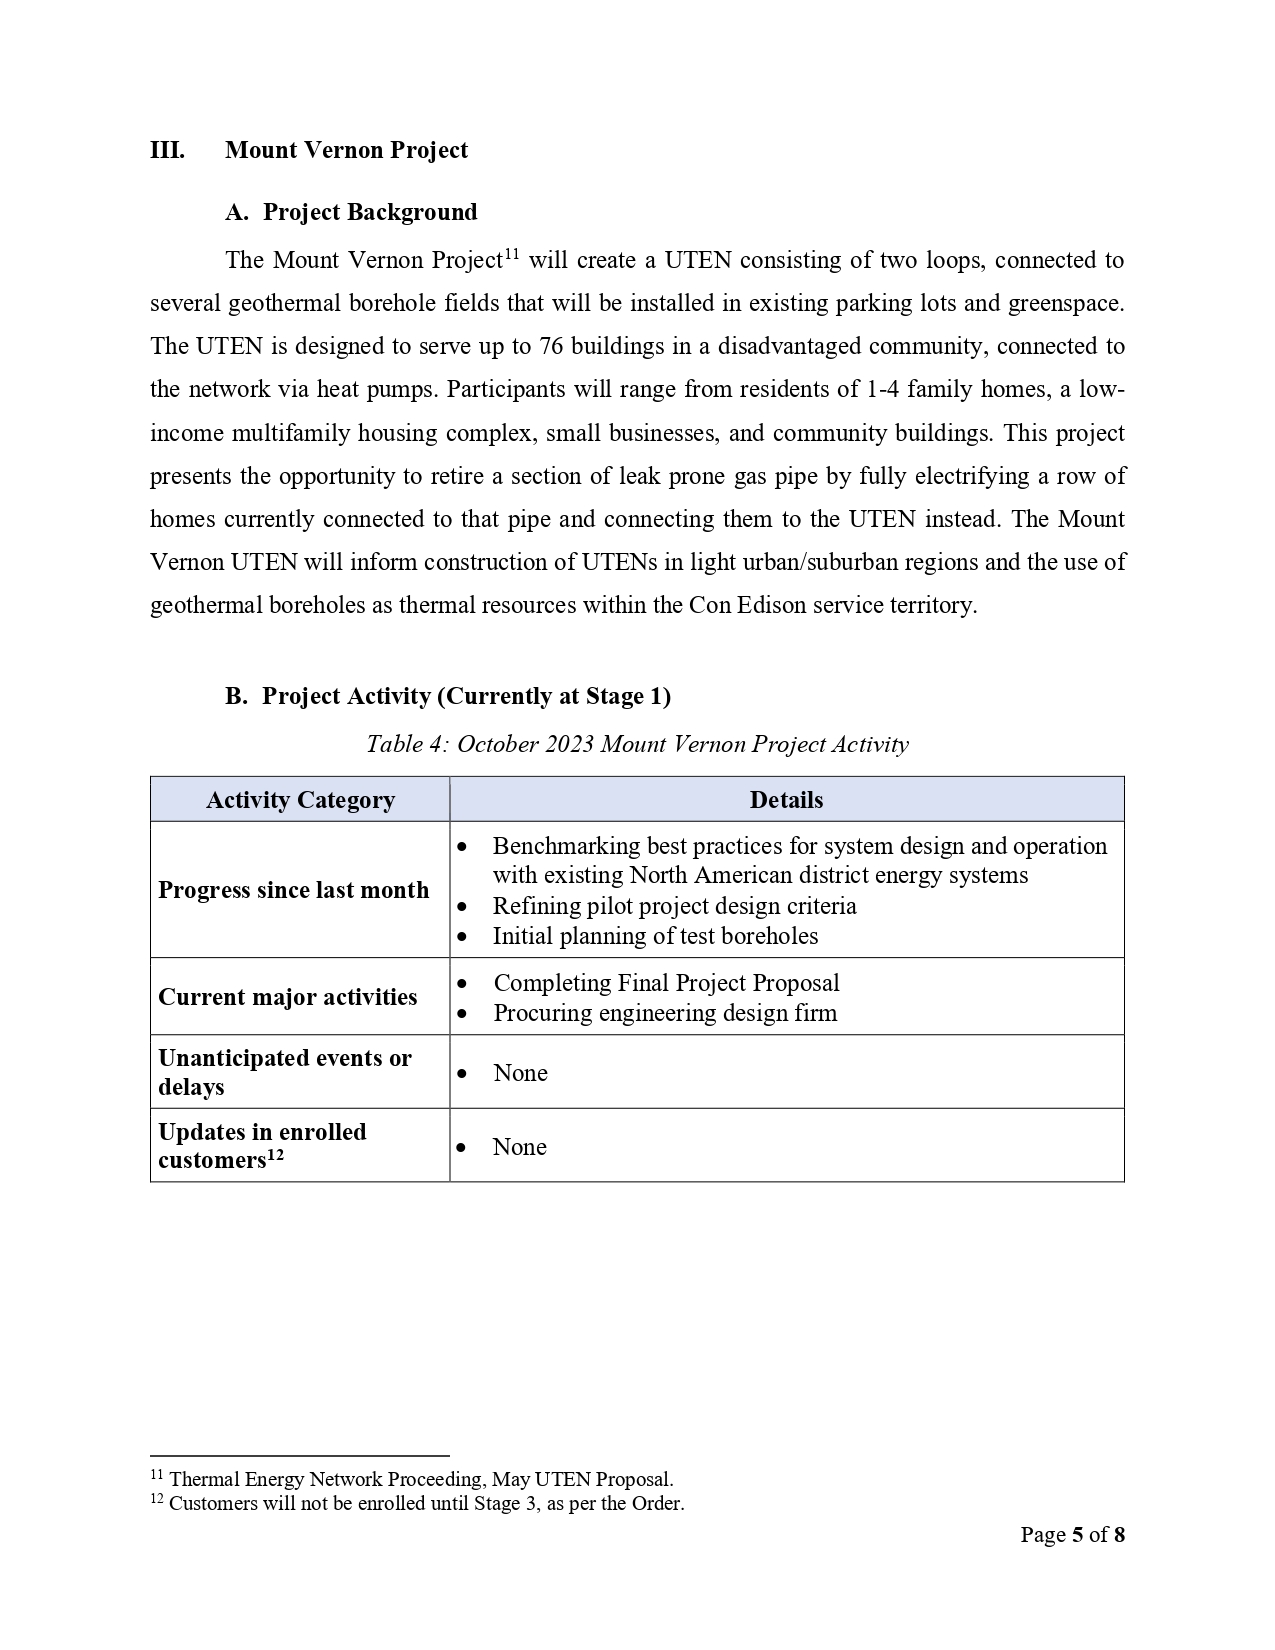 III. Mount Vernon Project
A. Project Background
The Mount Vernon Project11 will create a UTEN consisting of two loops, connected to
several geothermal borehole fields that will be installed in existing parking lots and greenspace.
The UTEN is designed to serve up to 76 buildings in a disadvantaged community, connected to
the network via heat pumps. Participants will range from residents of 1-4 family homes, a low-
income multifamily housing complex, small businesses, and community buildings. This project
presents the opportunity to retire a section of leak prone gas pipe by fully electrifying a row of
homes currently connected to that pipe and connecting them to the UTEN instead. The Mount
Vernon UTEN will inform construction of UTENs in light urban/suburban regions and the use of
geothermal boreholes as thermal resources within the Con Edison service territory.
B. Project Activity (Currently at Stage 1)
Table 4: October 2023 Mount Vernon Project Activity
Activity Category Details
Progress since last month
• Benchmarking best practices for system design and operation
with existing North American district energy systems
• Refining pilot project design criteria
• Initial planning of test boreholes
Current major activities
• Completing Final Project Proposal
• Procuring engineering design firm
Unanticipated events or
delays
• None
Updates in enrolled
customers12
• None
11 Thermal Energy Network Proceeding, May UTEN Proposal.
12 Customers will not be enrolled until Stage 3, as per the Order.
Page 5 of 8